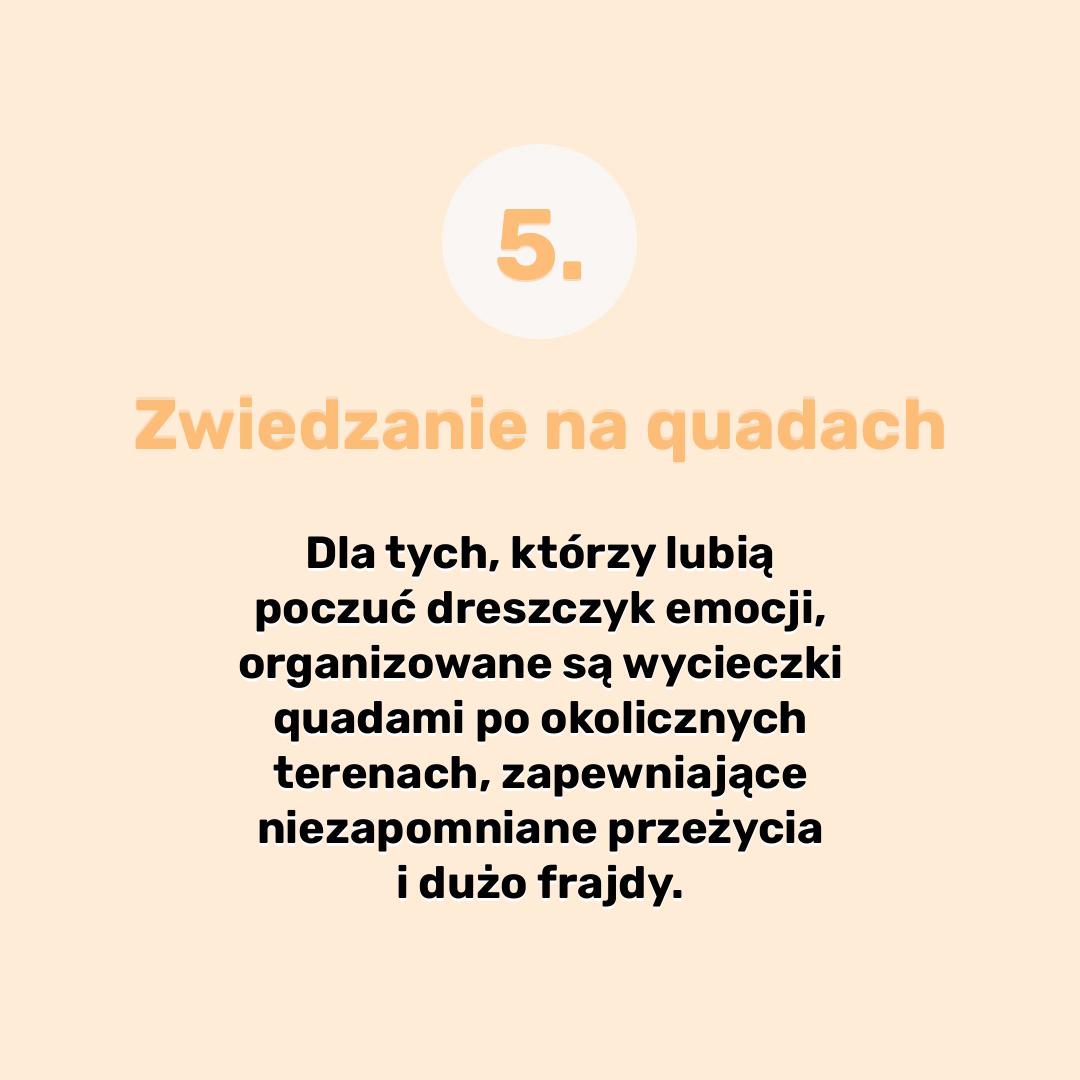 5.
Zwiedzanie na quadach
Dla tych, którzy lubią
poczuć dreszczyk emocji,
organizowane są wycieczki
quadami po okolicznych
terenach, zapewniające
niezapomniane przeżycia
i dużo frajdy.